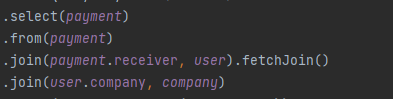 .select(payment)
.from(payment)
.join(payment.receiver, user).fetchJoin()
.join(user.company, company)